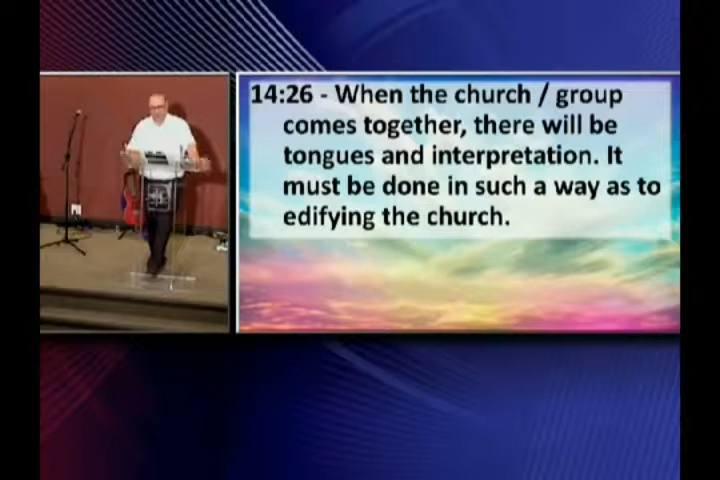 14:26 - When the church / group
comes together, there will be
tongues and interpretation. It
must be done in such a way as to
edifying the church.